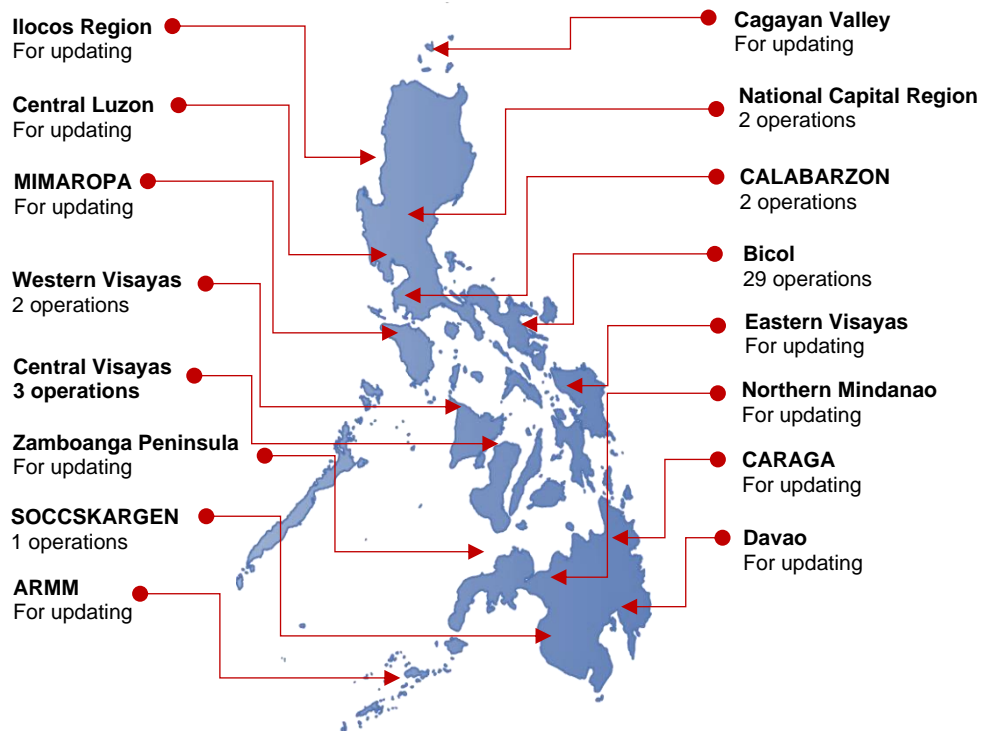 Ilocos Region
For updating
Central Luzon
For updating
MIMAROPA
For updating
Western Visayas
2 operations
Central Visayas
3 operations
Zamboanga Peninsula
For updating
SOCCSKARGEN
1 operations
ARMM
For updating
Cagayan Valley
For updating
National Capital Region
2 operations
CALABARZON
2 operations
Bicol
29 operations
Eastern Visayas
For updating
Northern Mindanao
For updating
CARAGA
For updating
Davao
For updating